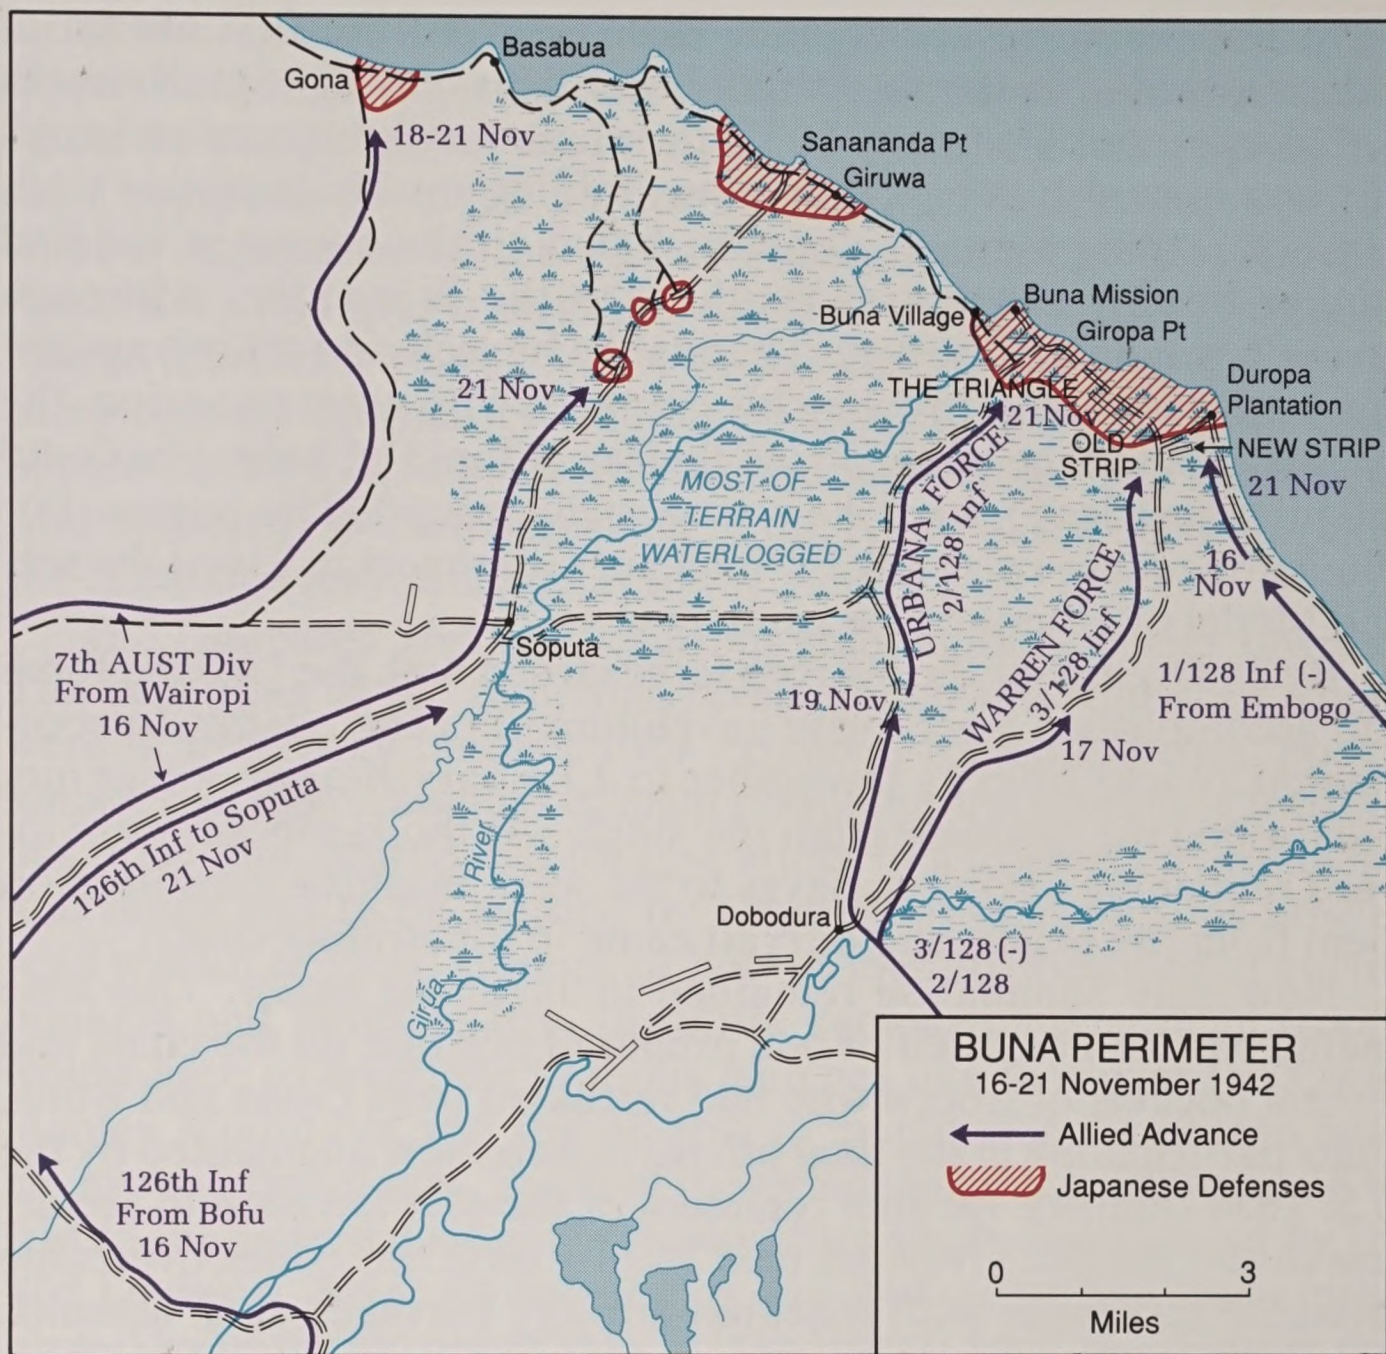 Basabua
Gona
18-21 Nov
Sanananda Pt
Giruwa
Buna Mission
Buna Village
Giropa Pt
Duropa
Plantation
21 Nov
THE TRIANGLE
21 Nov
OLD
STRIP
NEW STRIP
21 Nov
MOST OF
TERRAIN
WATERLOGGED
URBANA FORCE
2/128 Inf
WARREN FORCE
3/128 Inf
16
Nov
Soputa
7th AUST Div
From Wairopi
16 Nov
1/128 Inf (-)
From Embogo
19 Nov
17 Nov
126th Inf to Soputa
21 Nov
Girua
River
Dobodura
3/128 (-)
2/128
126th Inf
From Bofu
16 Nov
BUNA PERIMETER
16-21 November 1942
Allied Advance
Japanese Defenses
0 3
Miles